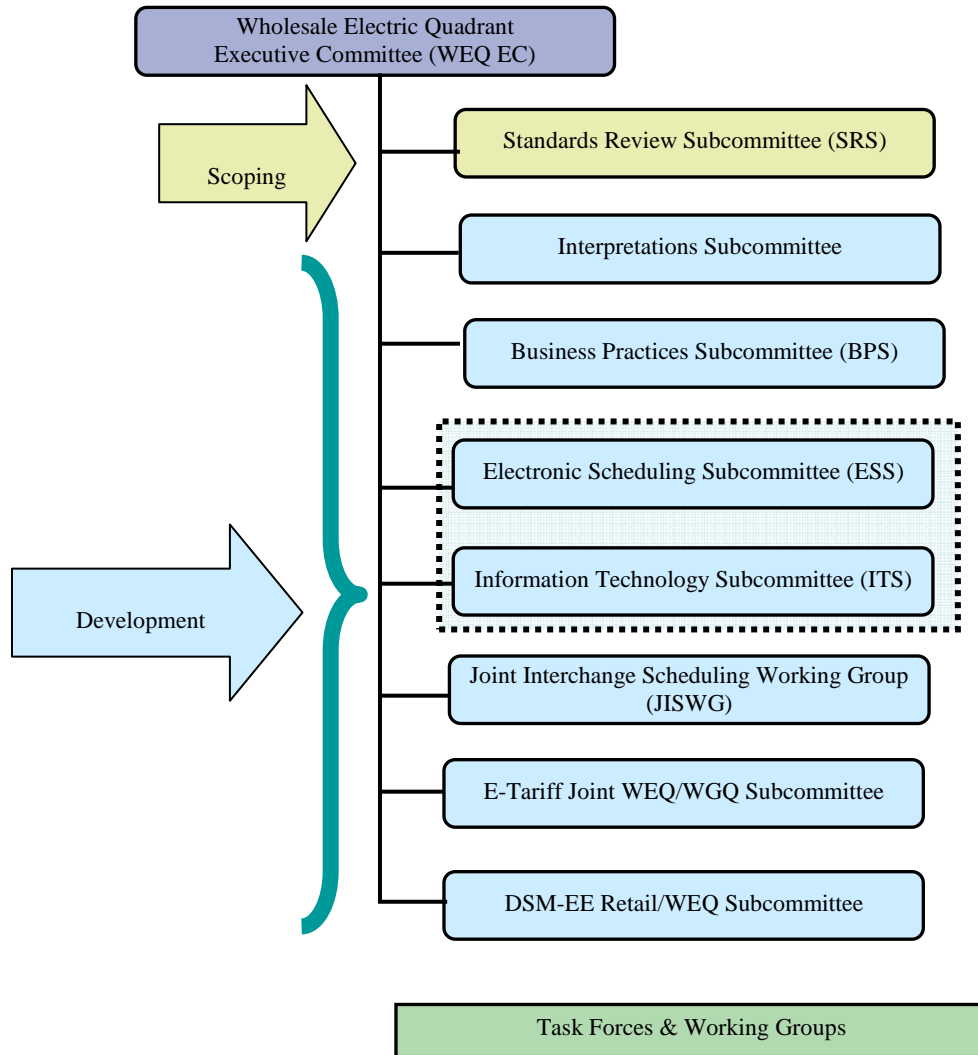 Wholesale Electric Quadrant
Executive Committee (WEQ EC)
Scoping
Standards Review Subcommittee (SRS)
Interpretations Subcommittee
Business Practices Subcommittee (BPS)
Electronic Scheduling Subcommittee (ESS)
Information Technology Subcommittee (ITS)
Development
Joint Interchange Scheduling Working Group
(JISWG)
E-Tariff Joint WEQ/WGQ Subcommittee
DSM-EE Retail/WEQ Subcommittee
Task Forces & Working Groups